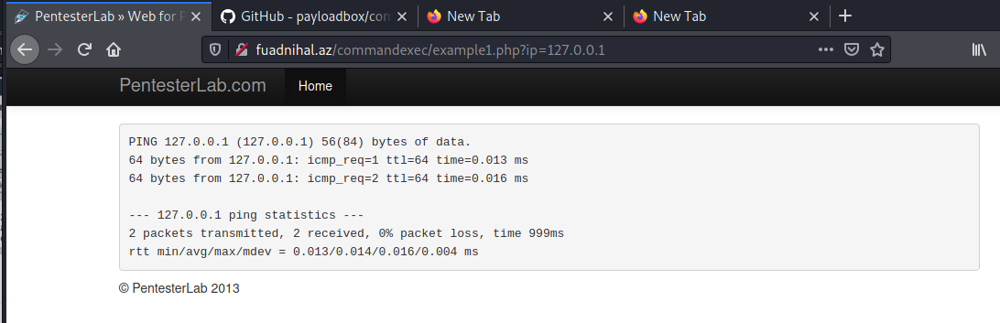 PentesterLab » Web for P
GitHub - payloadbox/com
New Tab
New Tab
fuadnihal.az/commandexec/example1.php?ip=127.0.0.1
PentesterLab.com
Home
PING 127.0.0.1 (127.0.0.1) 56(84) bytes of data.
64 bytes from 127.0.0.1: icmp_req=1 ttl=64 time=0.013 ms
64 bytes from 127.0.0.1: icmp_req=2 ttl=64 time=0.016 ms
--- 127.0.0.1 ping statistics ---
2 packets transmitted, 2 received, 0% packet loss, time 999ms
rtt min/avg/max/mdev = 0.013/0.014/0.016/0.004 ms
© PentesterLab 2013